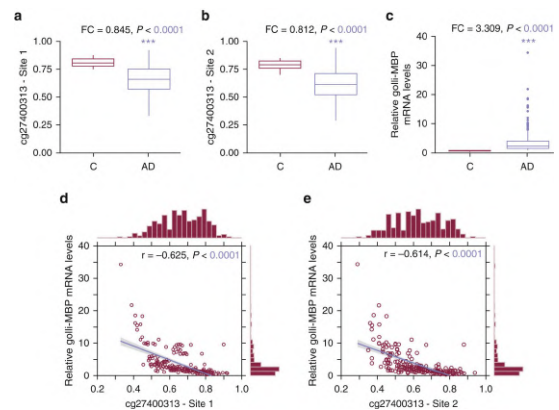 a
FC = 0.845, P < 0.0001
***
cg27400313 - Site 1
1.00
0.75
0.50
0.25
0.00
C
AD
b
FC = 0.812, P < 0.0001
***
cg27400313 - Site 2
1.00
0.75
0.50
0.25
0.00
C
AD
c
FC = 3.309, P < 0.0001
***
Relative golli-MBP
mRNA levels
40
30
20
10
0
C
AD
d
r = −0.625, P < 0.0001
Relative golli-MBP mRNA levels
40
30
20
10
0
0.2
0.4
0.6
0.8
1.0
cg27400313 - Site 1
e
r = −0.614, P < 0.0001
Relative golli-MBP mRNA levels
40
30
20
10
0
0.2
0.4
0.6
0.8
1.0
cg27400313 - Site 2